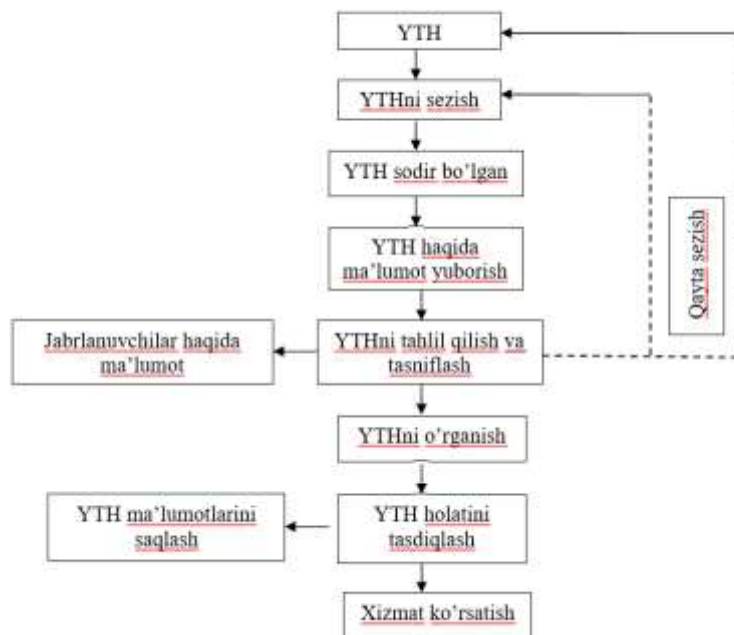 YTH
YTHni sezish
YTH sodir bo’lgan
YTH haqida
ma’lumot yuborish
Qayta sezish
Jabrlanuvchilar haqida
ma’lumot
YTHni tahlil qilish va
tasniflash
YTHni o’rganish
YTH ma’lumotlarini
saqlash
YTH holatini
tasdiqlash
Xizmat ko’rsatish